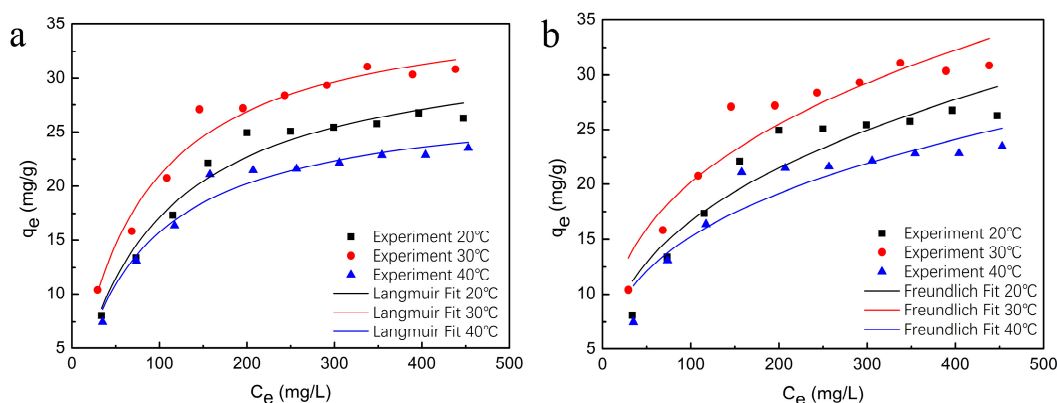 a
35
30
25
20
15
10
5
qe (mg/g)
0
100
200
300
400
500
Ce (mg/L)
Experiment 20℃
Experiment 30℃
Experiment 40℃
Langmuir Fit 20℃
Langmuir Fit 30℃
Langmuir Fit 40℃
b
35
30
25
20
15
10
5
qe (mg/g)
0
100
200
300
400
500
Ce (mg/L)
Experiment 20℃
Experiment 30℃
Experiment 40℃
Freundlich Fit 20℃
Freundlich Fit 30℃
Freundlich Fit 40℃